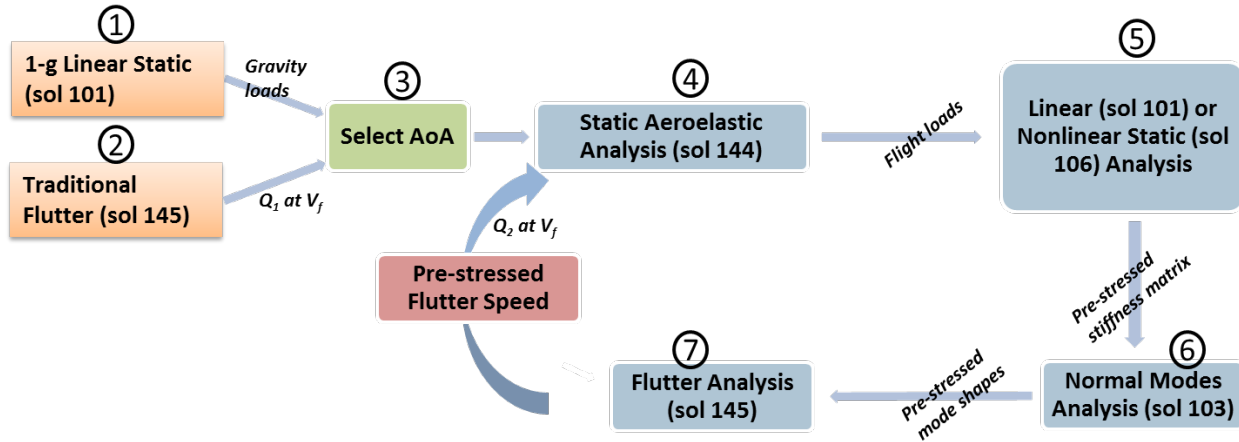 1
1-g Linear Static
(sol 101)
Gravity
loads
2
Traditional
Flutter (sol 145)
Q1 at Vf
3
Select AoA
4
Static Aeroelastic
Analysis (sol 144)
Flight loads
5
Linear (sol 101) or
Nonlinear Static (sol
106) Analysis
Pre-stressed
stiffness matrix
6
Normal Modes
Analysis (sol 103)
Pre-stressed
mode shapes
7
Flutter Analysis
(sol 145)
Pre-stressed
Flutter Speed
Q2 at Vf